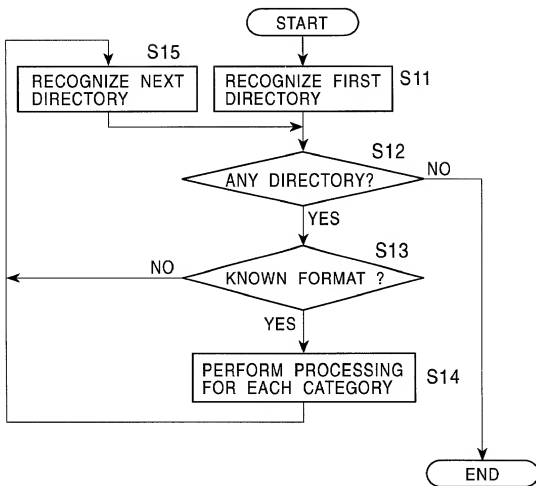 START
S15
RECOGNIZE NEXT
DIRECTORY
RECOGNIZE FIRST
DIRECTORY
S11
S12
ANY DIRECTORY?
NO
YES
S13
NO
KNOWN FORMAT ?
YES
PERFORM PROCESSING
FOR EACH CATEGORY
S14
END